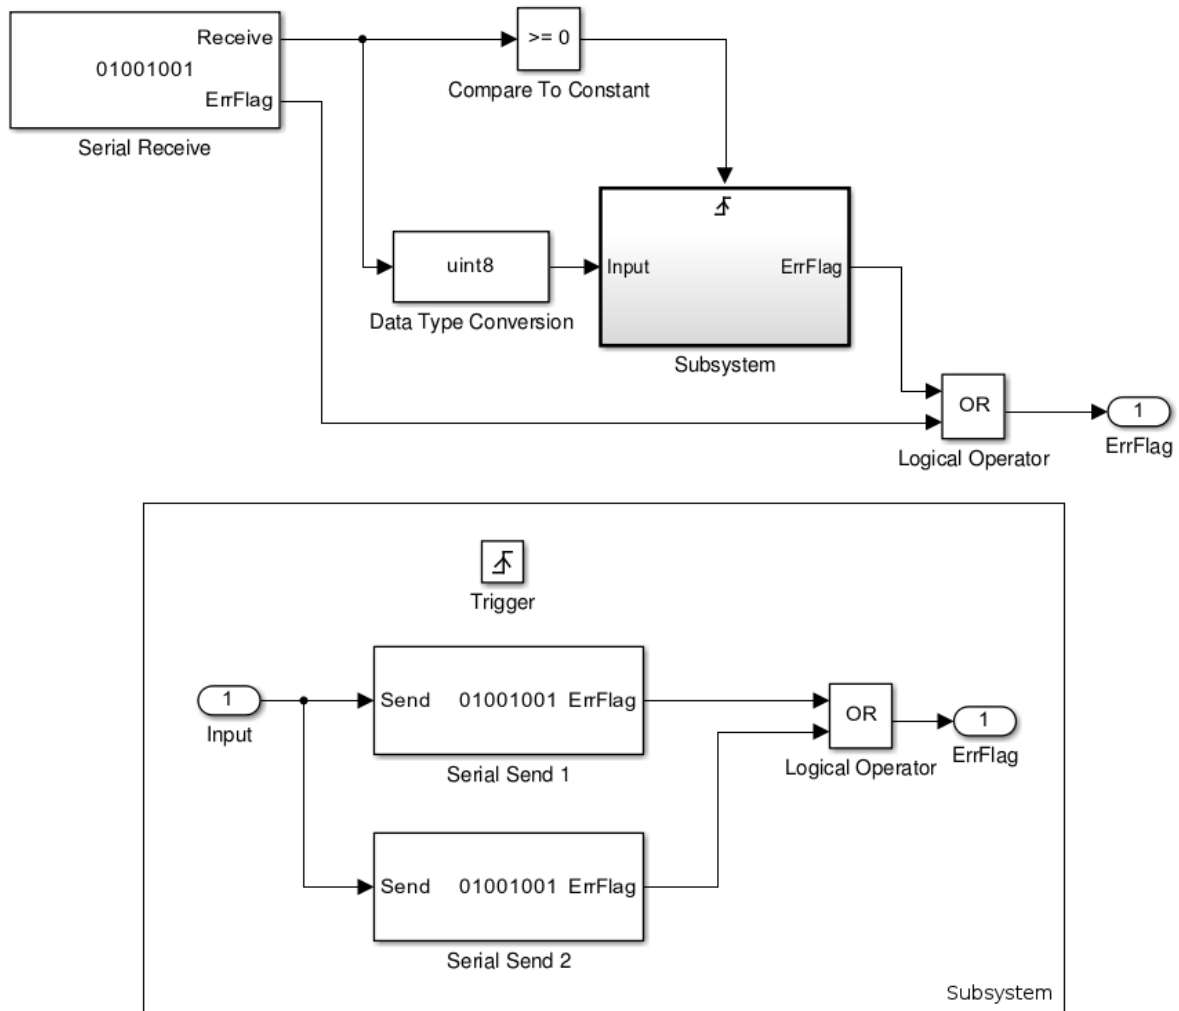 Receive
01001001
ErrFlag
Serial Receive
>= 0
Compare To Constant
uint8
Data Type Conversion
Input
ErrFlag
Subsystem
OR
Logical Operator
1
ErrFlag
Trigger
1
Input
Send 01001001 ErrFlag
Serial Send 1
OR
Logical Operator
1
ErrFlag
Send 01001001 ErrFlag
Serial Send 2
Subsystem